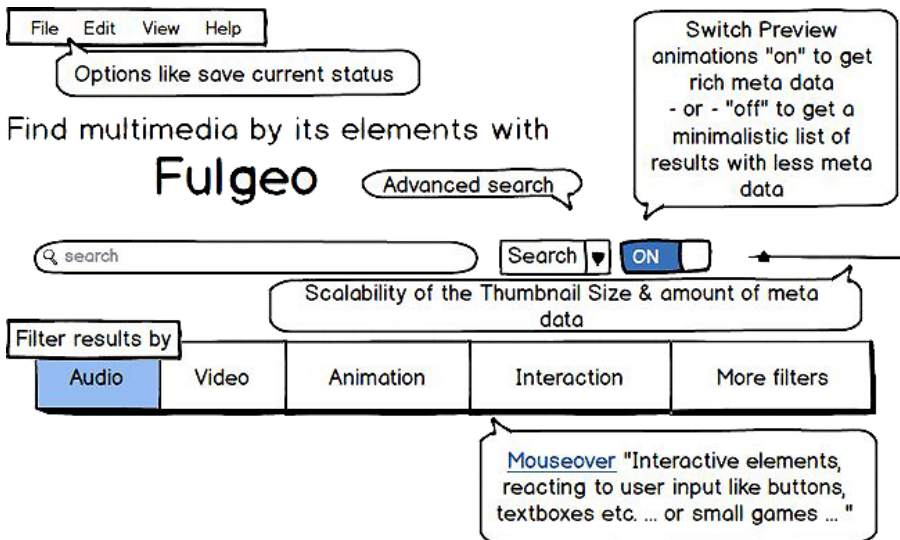 File Edit View Help
Options like save current status
Switch Preview
animations "on" to get
rich meta data
- or - "off" to get a
minimalistic list of
results with less meta
data
Find multimedia by its elements with
Fulgeo
Advanced search
search
Search
ON
Scalability of the Thumbnail Size & amount of meta
data
Filter results by
Audio Video Animation Interaction More filters
Mouseover "Interactive elements,
reacting to user input like buttons,
textboxes etc. ... or small games ... "